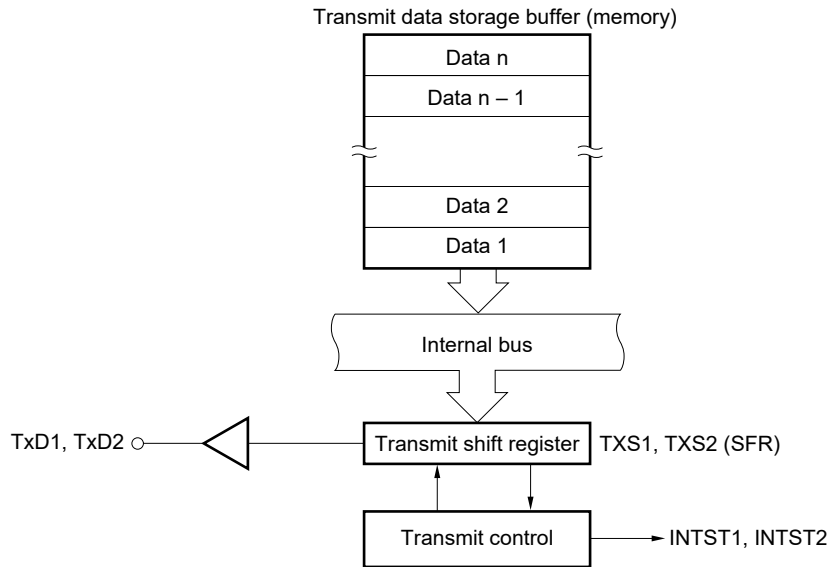 Transmit data storage buffer (memory)
Data n
Data n – 1
Data 2
Data 1
Internal bus
TxD1, TxD2
Transmit shift register
TXS1, TXS2 (SFR)
Transmit control
INTST1, INTST2